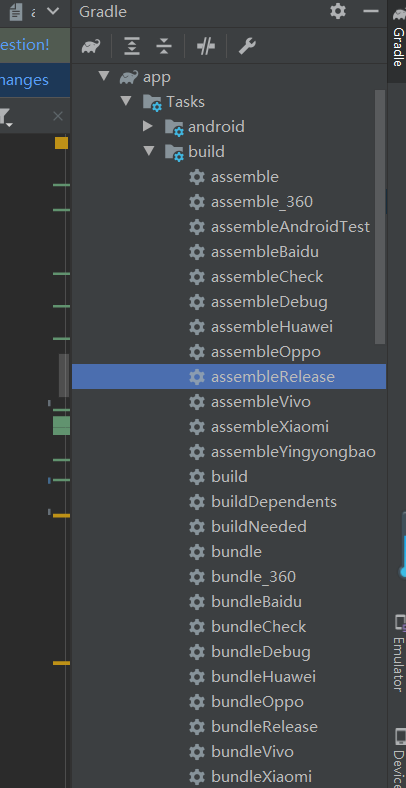 Gradle
estion!
hanges
app
Tasks
android
build
assemble
assemble_360
assembleAndroidTest
assembleBaidu
assembleCheck
assembleDebug
assembleHuawei
assembleOppo
assembleRelease
assembleVivo
assembleXiaomi
assembleYingyongbao
build
buildDependents
buildNeeded
bundle
bundle_360
bundleBaidu
bundleCheck
bundleDebug
bundleHuawei
bundleOppo
bundleRelease
bundleVivo
bundleXiaomi
Gradle
Emulator
Device